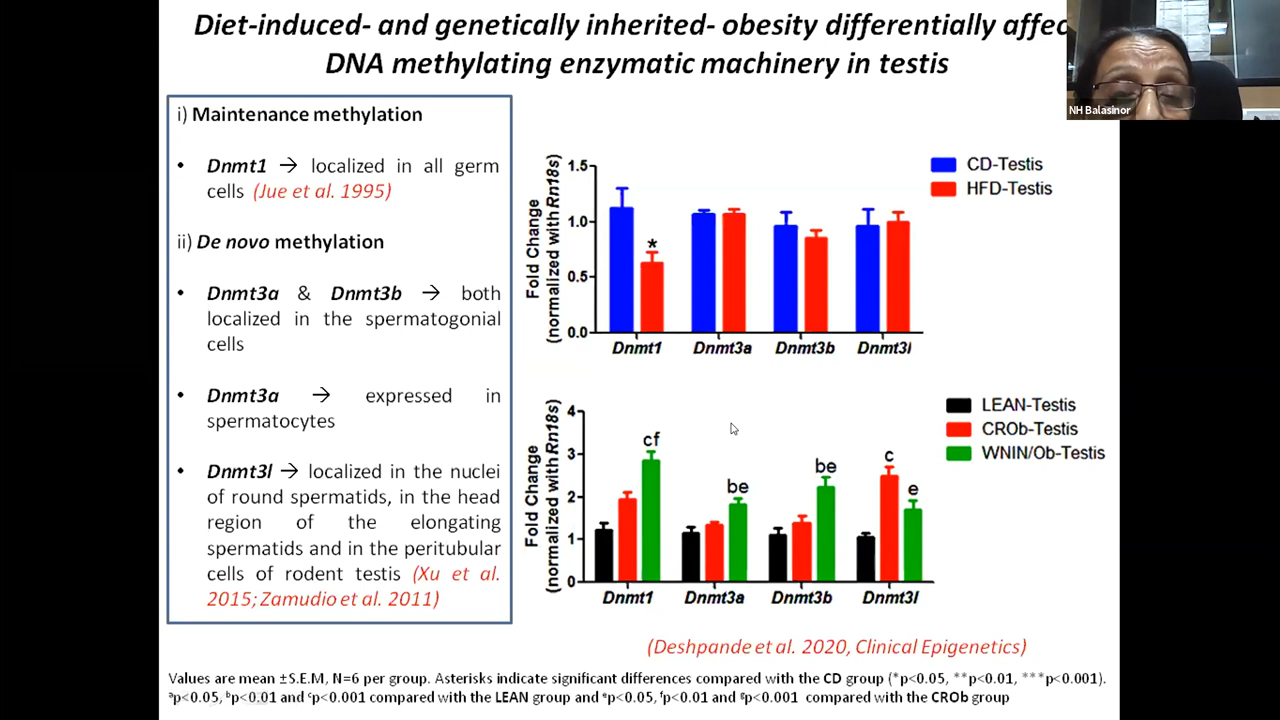 Diet-induced- and genetically inherited- obesity differentially affec
DNA methylating enzymatic machinery in testis
NH Balasinor
i) Maintenance methylation
• Dnmt1 → localized in all germ
cells (Jue et al. 1995)
ii) De novo methylation
• Dnmt3a & Dnmt3b → both
localized in the spermatogonial
cells
• Dnmt3a → expressed in
spermatocytes
• Dnmt3l → localized in the nuclei
of round spermatids, in the head
region of the elongating
spermatids and in the peritubular
cells of rodent testis (Xu et al.
2015; Zamudio et al. 2011)
Fold Change
(normalized with Rn18s)
1.5
1.0
0.5
0.0
*
Dnmt1 Dnmt3a Dnmt3b Dnmt3l
CD-Testis
HFD-Testis
Fold Change
(normalized with Rn18s)
4
3
2
1
0
cf be be c e
Dnmt1 Dnmt3a Dnmt3b Dnmt3l
LEAN-Testis
CROb-Testis
WNIN/Ob-Testis
(Deshpande et al. 2020, Clinical Epigenetics)
Values are mean ±S.E.M, N=6 per group. Asterisks indicate significant differences compared with the CD group (*p<0.05, **p<0.01, ***p<0.001).
ᵃp<0.05, ᵇp<0.01 and ᶜp<0.001 compared with the LEAN group and ᵉp<0.05, ᶠp<0.01 and ᵍp<0.001 compared with the CROb group